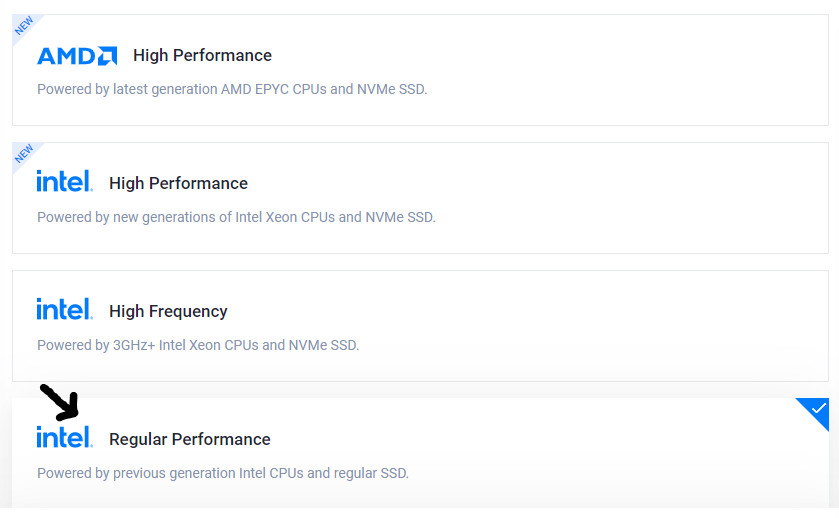 NEW
AMD High Performance
Powered by latest generation AMD EPYC CPUs and NVMe SSD.
NEW
intel. High Performance
Powered by new generations of Intel Xeon CPUs and NVMe SSD.
intel. High Frequency
Powered by 3GHz+ Intel Xeon CPUs and NVMe SSD.
intel. Regular Performance
Powered by previous generation Intel CPUs and regular SSD.